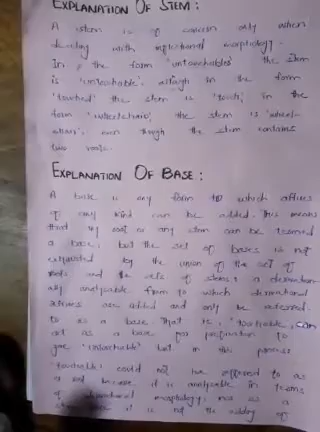 EXPLANATION OF STEM :
A stem is of concern only when
dealing with inflectional morphology.
In the form 'untouchables' the stem
is 'untouchable', in the form
'touched' the stem is 'touch', in the
form 'wheelchairs', the stem is 'wheel-
chair', even though the stem contains
two roots.
EXPLANATION OF BASE :
A base is any form to which affixes
of any kind can be added. This means
that any root or any stem can be termed
a base, but the set of bases is not
by the union of the set of
roots and the sets of stems: a derivation-
ally analysable form to which derivational
affixes are added and only be referred
to as a base. That is, 'touchable' can
act as a base for prefixation to
give 'untouchable' but in this process
'touchable' could not be referred to as
a root because it is analysable in terms
of morphology, nor as a
it is not the adding of